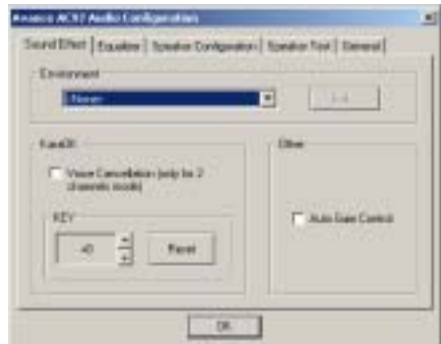 Avance AC97 Audio Configuration
Sound Effect Equalizer Speaker Configuration Speaker Test General
Environment
<None>
KaraOK
Other
Voice Cancellation (only for 2
channels mode)
KEY
Auto Gain Control
+0 Reset
OK